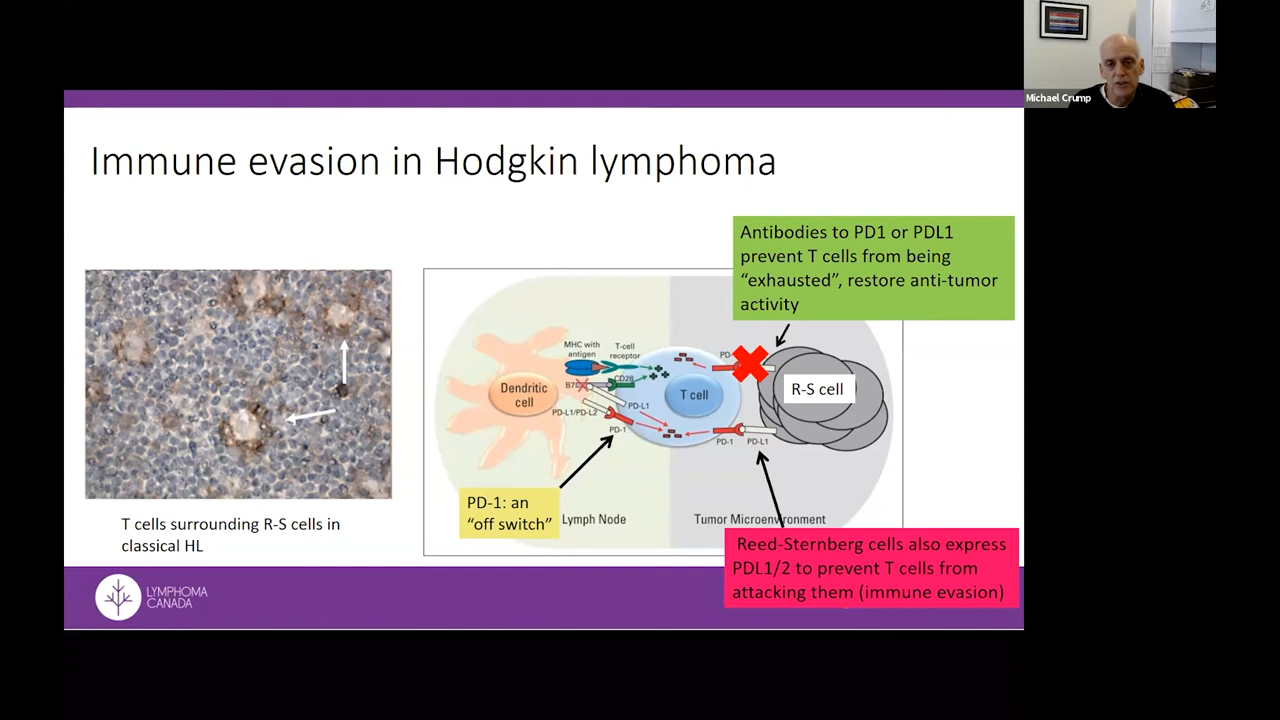 Michael Crump
Immune evasion in Hodgkin lymphoma
Antibodies to PD1 or PDL1
prevent T cells from being
“exhausted”, restore anti-tumor
activity
MHC with
antigen
T-cell
receptor
B7
CD28
PD-L1/PD-L2
PD-L1
PD-1
Dendritic
cell
T cell
PD-
R-S cell
PD-1
PD-L1
PD-1: an
“off switch”
Lymph Node
Tumor Microenvironment
T cells surrounding R-S cells in
classical HL
Reed-Sternberg cells also express
PDL1/2 to prevent T cells from
attacking them (immune evasion)
LYMPHOMA
CANADA